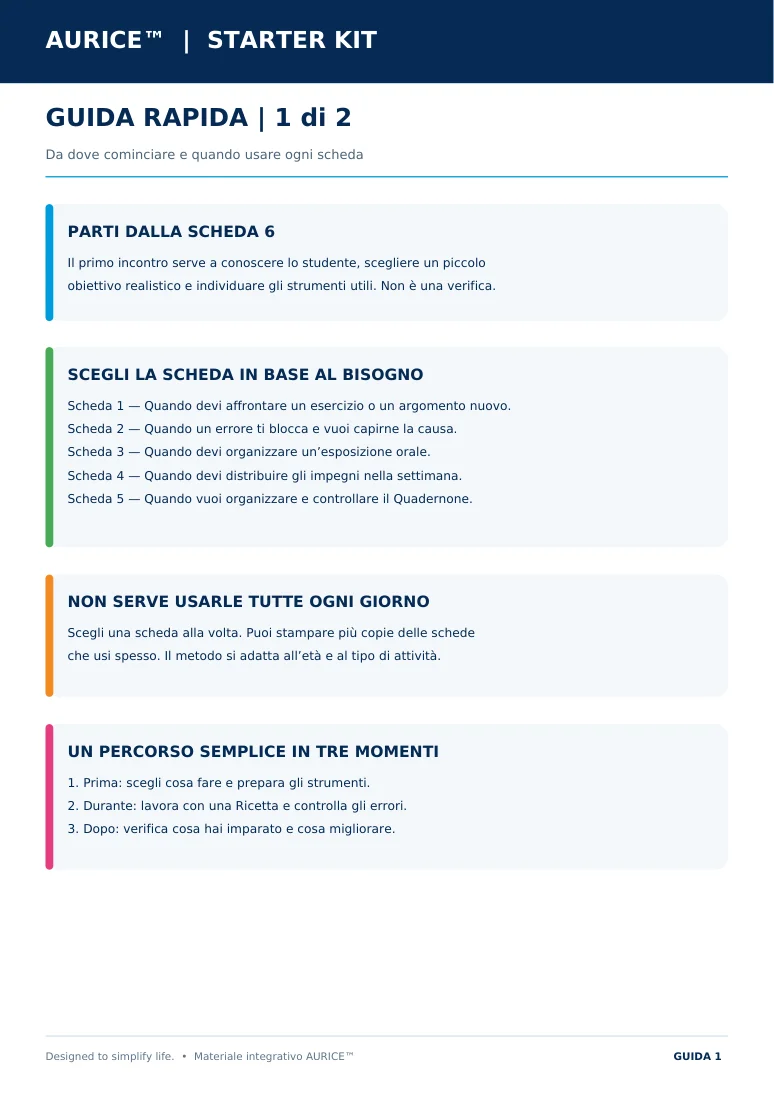 AURICE™ | STARTER KIT
GUIDA RAPIDA | 1 di 2
Da dove cominciare e quando usare ogni scheda
PARTI DALLA SCHEDA 6
Il primo incontro serve a conoscere lo studente, scegliere un piccolo
obiettivo realistico e individuare gli strumenti utili. Non è una verifica.
SCEGLI LA SCHEDA IN BASE AL BISOGNO
Scheda 1 — Quando devi affrontare un esercizio o un argomento nuovo.
Scheda 2 — Quando un errore ti blocca e vuoi capirne la causa.
Scheda 3 — Quando devi organizzare un’esposizione orale.
Scheda 4 — Quando devi distribuire gli impegni nella settimana.
Scheda 5 — Quando vuoi organizzare e controllare il Quadernone.
NON SERVE USARLE TUTTE OGNI GIORNO
Scegli una scheda alla volta. Puoi stampare più copie delle schede
che usi spesso. Il metodo si adatta all’età e al tipo di attività.
UN PERCORSO SEMPLICE IN TRE MOMENTI
1. Prima: scegli cosa fare e prepara gli strumenti.
2. Durante: lavora con una Ricetta e controlla gli errori.
3. Dopo: verifica cosa hai imparato e cosa migliorare.
Designed to simplify life. • Materiale integrativo AURICE™
GUIDA 1